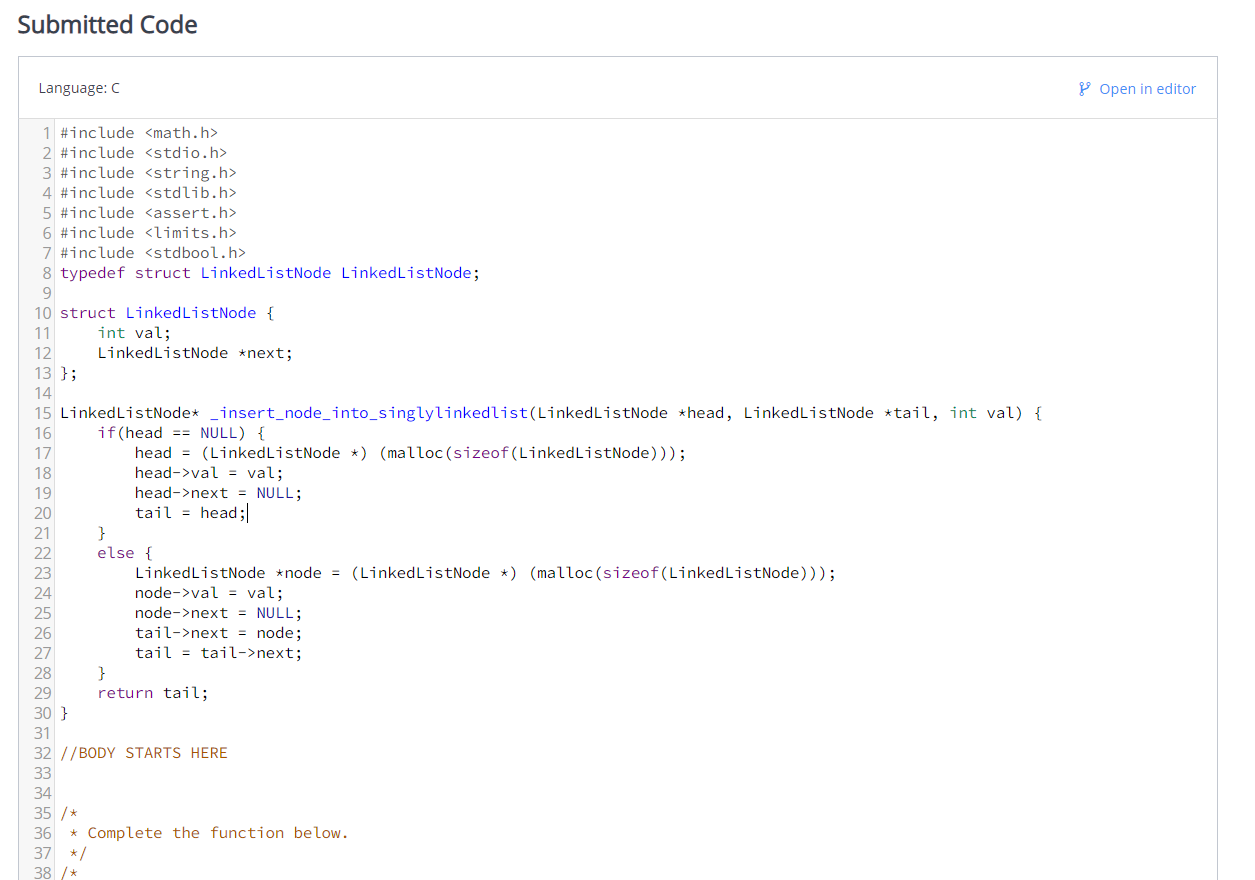 Submitted Code
Language: C
Open in editor
1 #include <math.h>
2 #include <stdio.h>
3 #include <string.h>
4 #include <stdlib.h>
5 #include <assert.h>
6 #include <limits.h>
7 #include <stdbool.h>
8 typedef struct LinkedListNode LinkedListNode;
9
10 struct LinkedListNode {
11     int val;
12     LinkedListNode *next;
13 };
14
15 LinkedListNode* _insert_node_into_singlylinkedlist(LinkedListNode *head, LinkedListNode *tail, int val) {
16     if(head == NULL) {
17         head = (LinkedListNode *) (malloc(sizeof(LinkedListNode)));
18         head->val = val;
19         head->next = NULL;
20         tail = head;
21     }
22     else {
23         LinkedListNode *node = (LinkedListNode *) (malloc(sizeof(LinkedListNode)));
24         node->val = val;
25         node->next = NULL;
26         tail->next = node;
27         tail = tail->next;
28     }
29     return tail;
30 }
31
32 //BODY STARTS HERE
33
34
35 /*
36  * Complete the function below.
37  */
38 /*